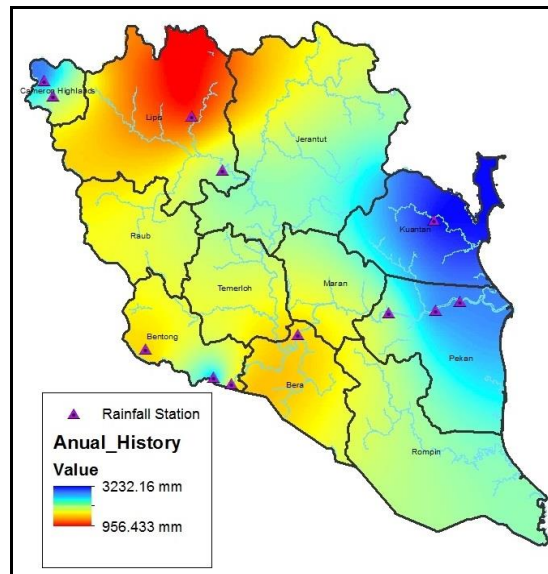 Cameron Highlands
Lipis
Jerantut
Kuantan
Raub
Temerloh
Maran
Bentong
Pekan
Bera
Rompin
Rainfall Station
Anual_History
Value
3232.16 mm
956.433 mm